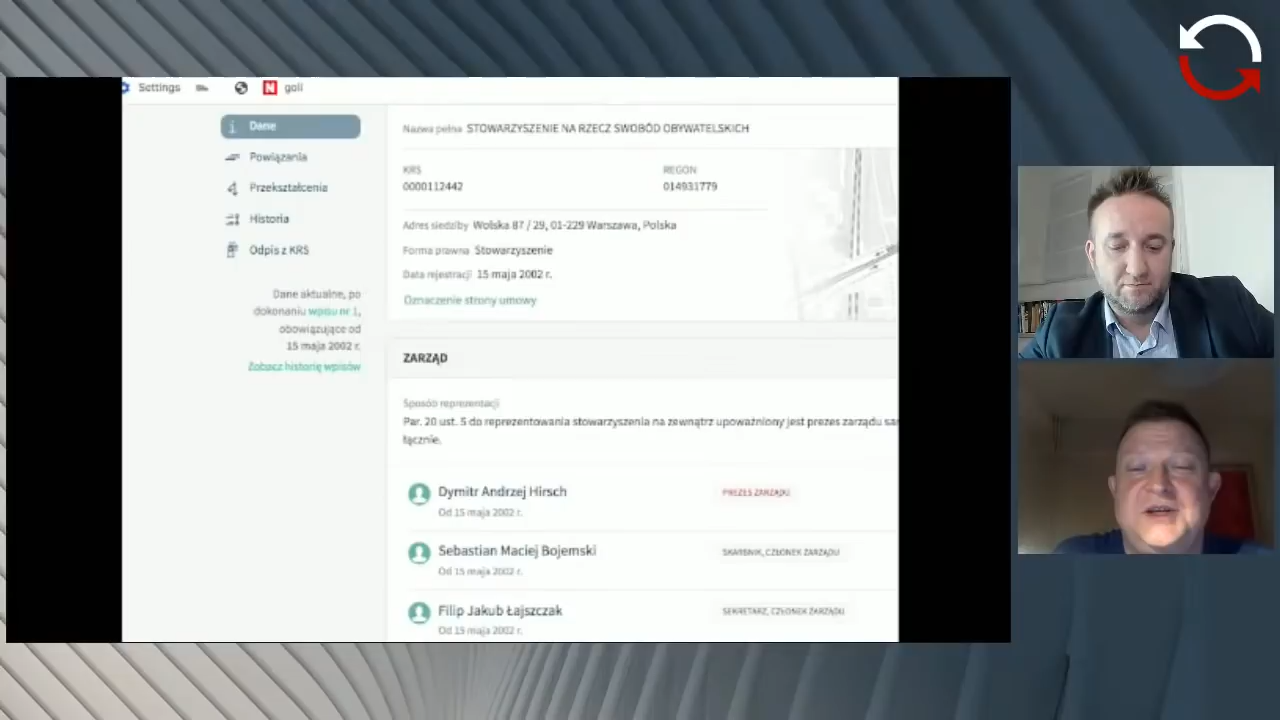 Settings
goli
Dane
Powiązania
Przekształcenia
Historia
Odpis z KRS
Dane aktualne, po
dokonaniu wpisu nr 1,
obowiązujące od
15 maja 2002 r.
Zobacz historię wpisów
Nazwa pełna STOWARZYSZENIE NA RZECZ SWOBÓD OBYWATELSKICH
KRS
0000112442
REGON
014931779
Adres siedziby Wolska 87 / 29, 01-229 Warszawa, Polska
Forma prawna Stowarzyszenie
Data rejestracji 15 maja 2002 r.
Oznaczenie strony umowy
ZARZĄD
Sposób reprezentacji
Par. 20 ust. 5 do reprezentowania stowarzyszenia na zewnątrz upoważniony jest prezes zarządu
łącznie.
Dymitr Andrzej Hirsch
PREZES ZARZĄDU
Od 15 maja 2002 r.
Sebastian Maciej Bojemski
SKARBNIK, CZŁONEK ZARZĄDU
Od 15 maja 2002 r.
Filip Jakub Łajszczak
SEKRETARZ, CZŁONEK ZARZĄDU
Od 15 maja 2002 r.